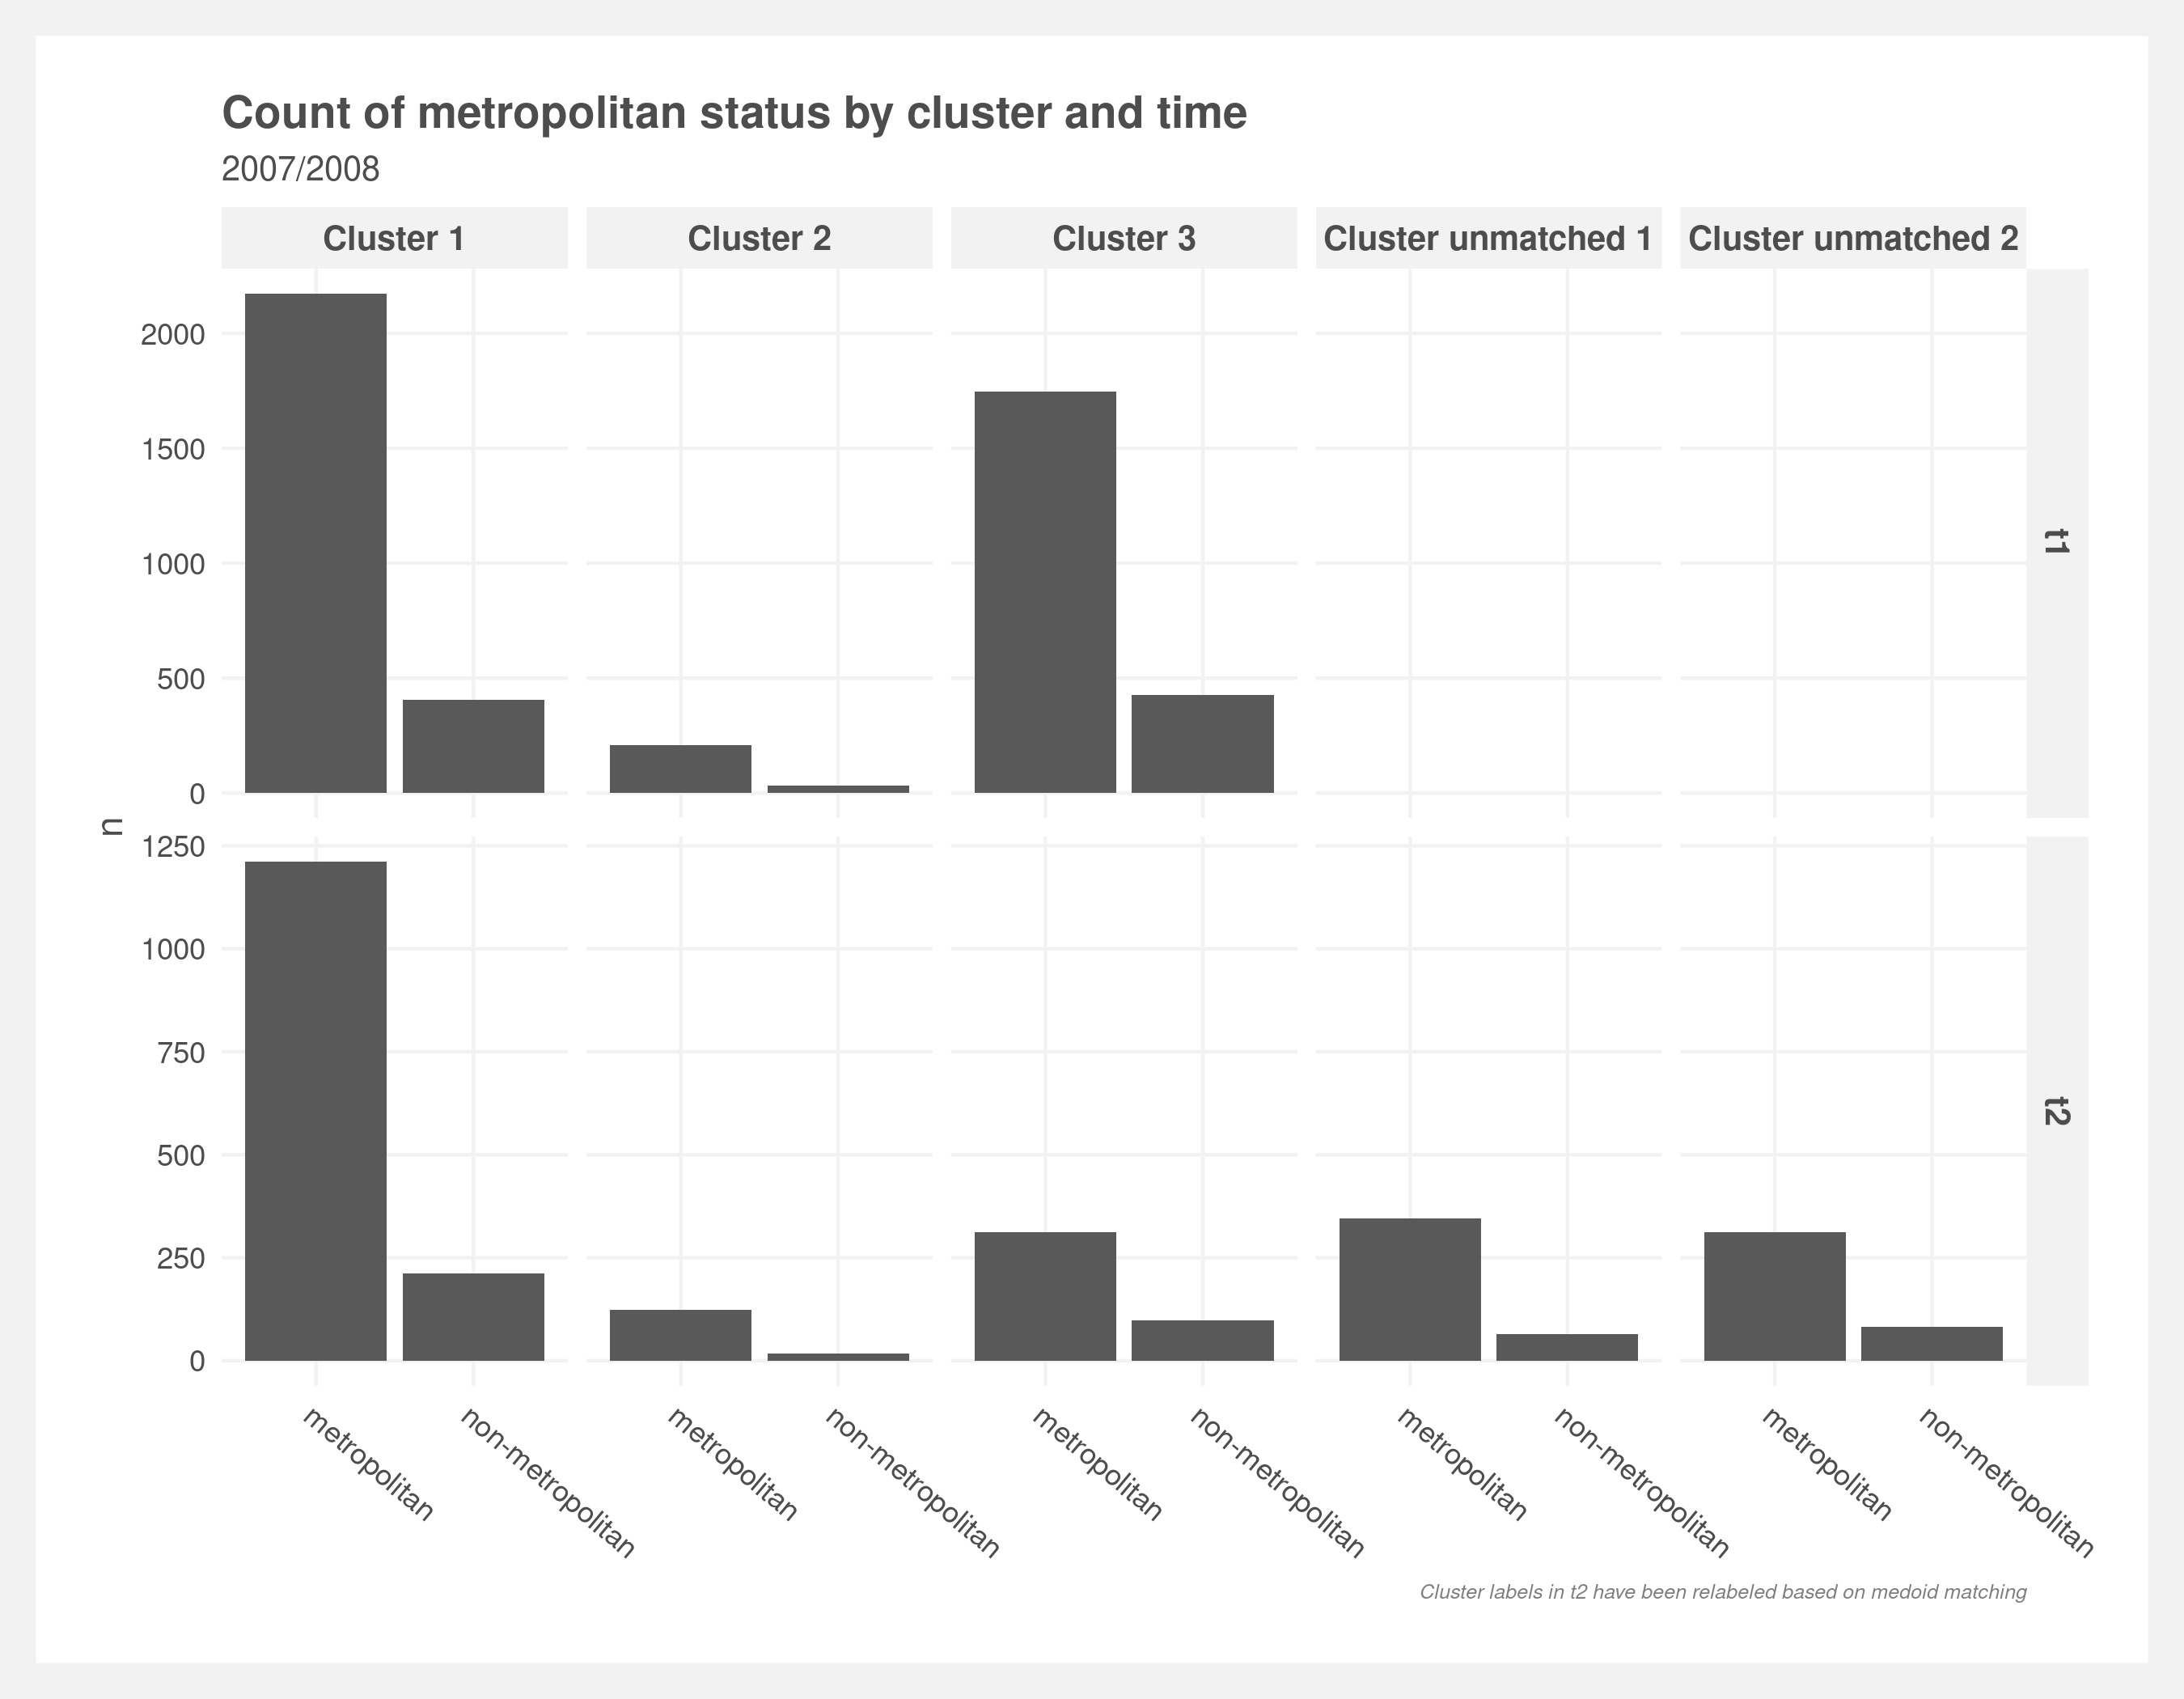 Count of metropolitan status by cluster and time
2007/2008
Cluster 1
Cluster 2
Cluster 3
Cluster unmatched 1
Cluster unmatched 2
2000
1500
1000
500
0
t1
n
1250
1000
750
500
250
0
t2
metropolitan
non-metropolitan
metropolitan
non-metropolitan
metropolitan
non-metropolitan
metropolitan
non-metropolitan
metropolitan
non-metropolitan
Cluster labels in t2 have been relabeled based on medoid matching